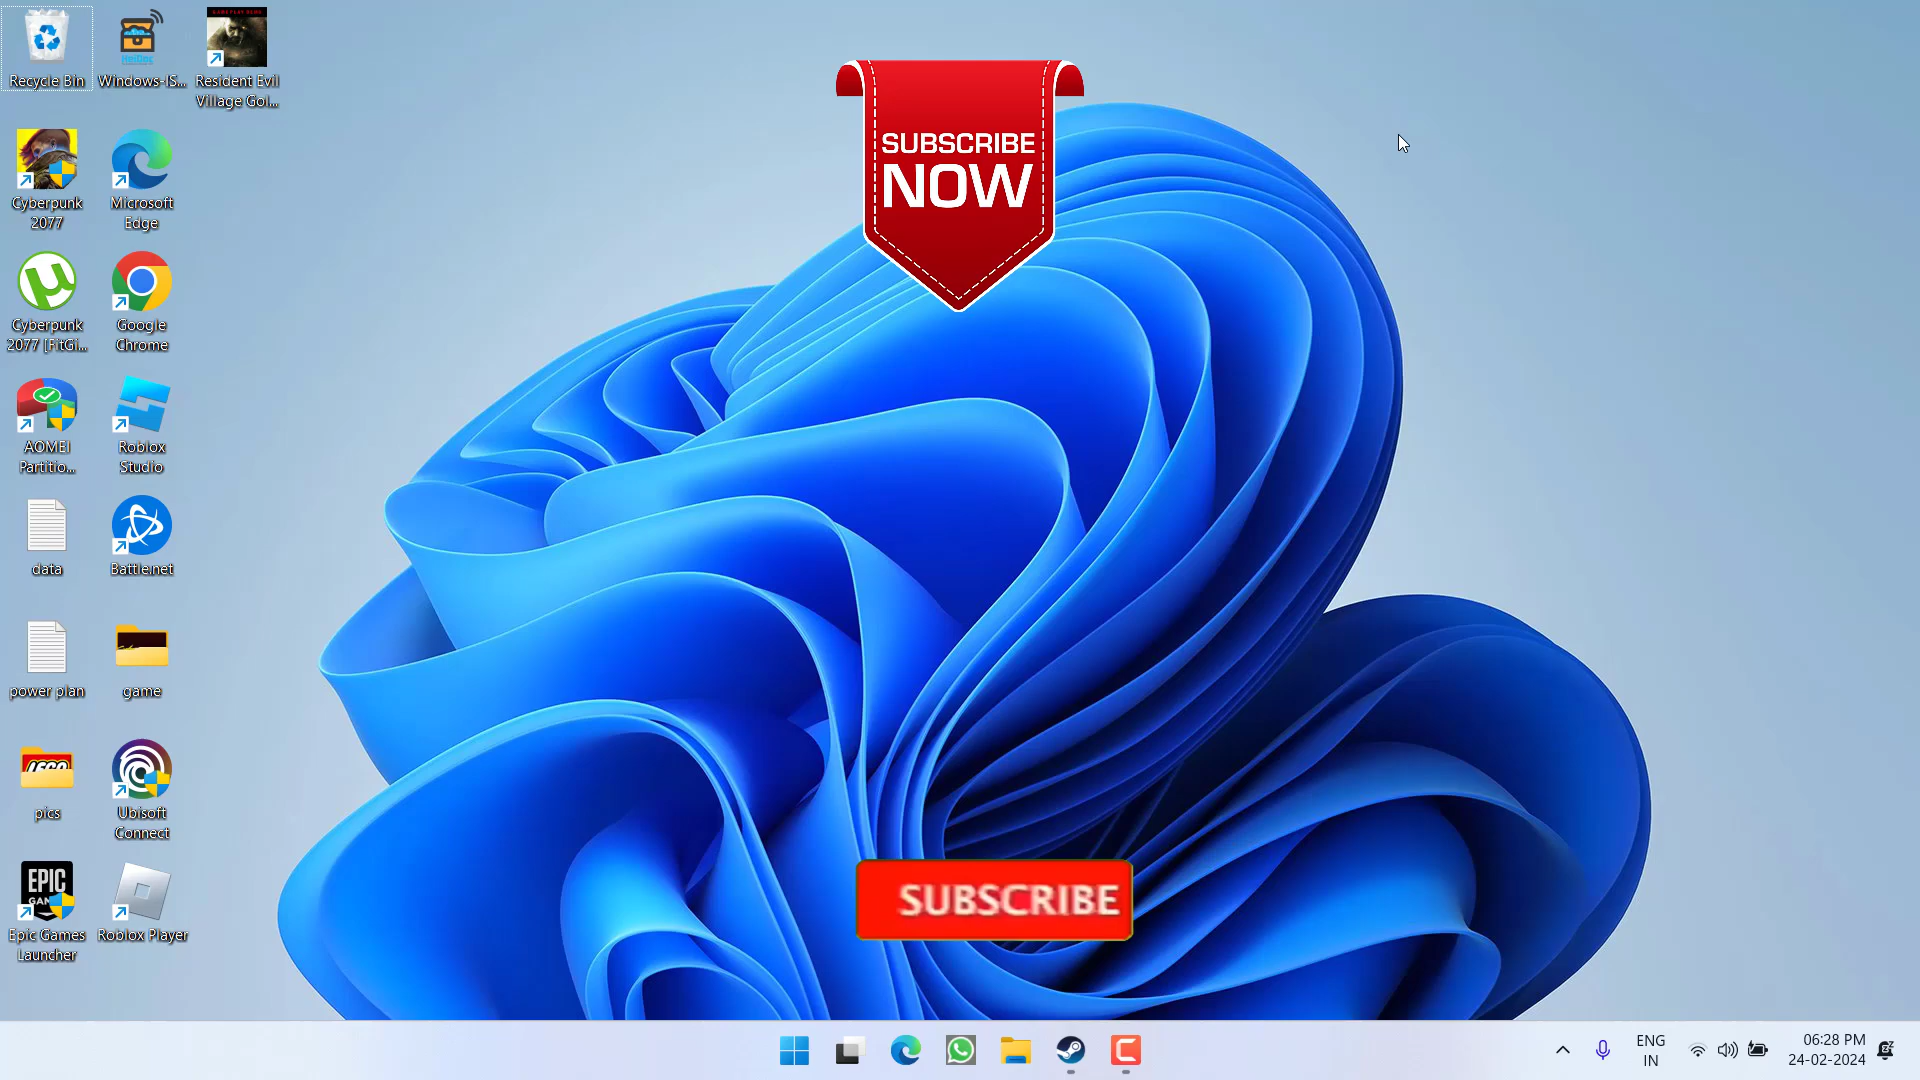 Recycle Bin
Windows-IS...
Resident Evil
Village Gol...
SUBSCRIBE
NOW
Cyberpunk
2077
Microsoft
Edge
Cyberpunk
2077 [FitGi...
Google
Chrome
AOMEI
Partitio...
Roblox
Studio
data
Battle.net
power plan
game
LEGO
pics
Ubisoft
Connect
EPIC
Epic Games
Launcher
Roblox Player
SUBSCRIBE
ENG
IN
06:28 PM
24-02-2024